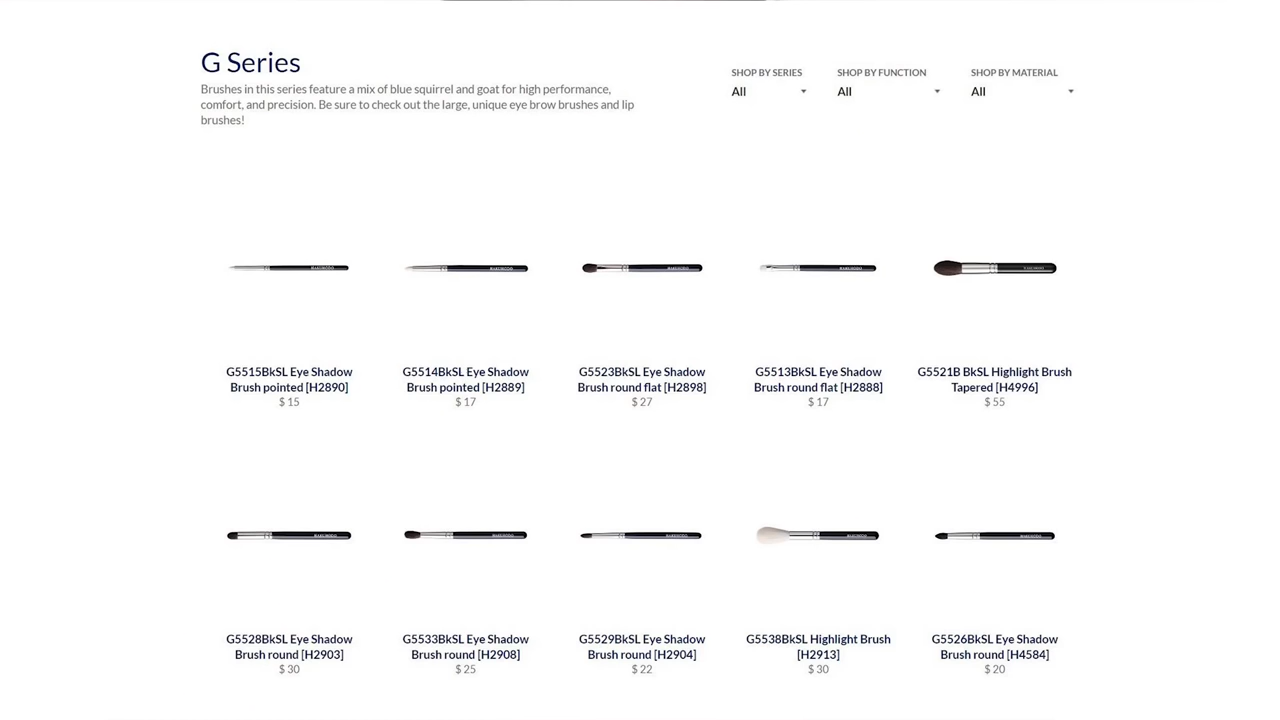 G Series
Brushes in this series feature a mix of blue squirrel and goat for high performance,
comfort, and precision. Be sure to check out the large, unique eye brow brushes and lip
brushes!
SHOP BY SERIES
All
SHOP BY FUNCTION
All
SHOP BY MATERIAL
All
G5515BkSL Eye Shadow
Brush pointed [H2890]
$ 15
G5514BkSL Eye Shadow
Brush pointed [H2889]
$ 17
G5523BkSL Eye Shadow
Brush round flat [H2898]
$ 27
G5513BkSL Eye Shadow
Brush round flat [H2888]
$ 17
G5521B BkSL Highlight Brush
Tapered [H4996]
$ 55
G5528BkSL Eye Shadow
Brush round [H2903]
$ 30
G5533BkSL Eye Shadow
Brush round [H2908]
$ 25
G5529BkSL Eye Shadow
Brush round [H2904]
$ 22
G5538BkSL Highlight Brush
[H2913]
$ 30
G5526BkSL Eye Shadow
Brush round [H4584]
$ 20